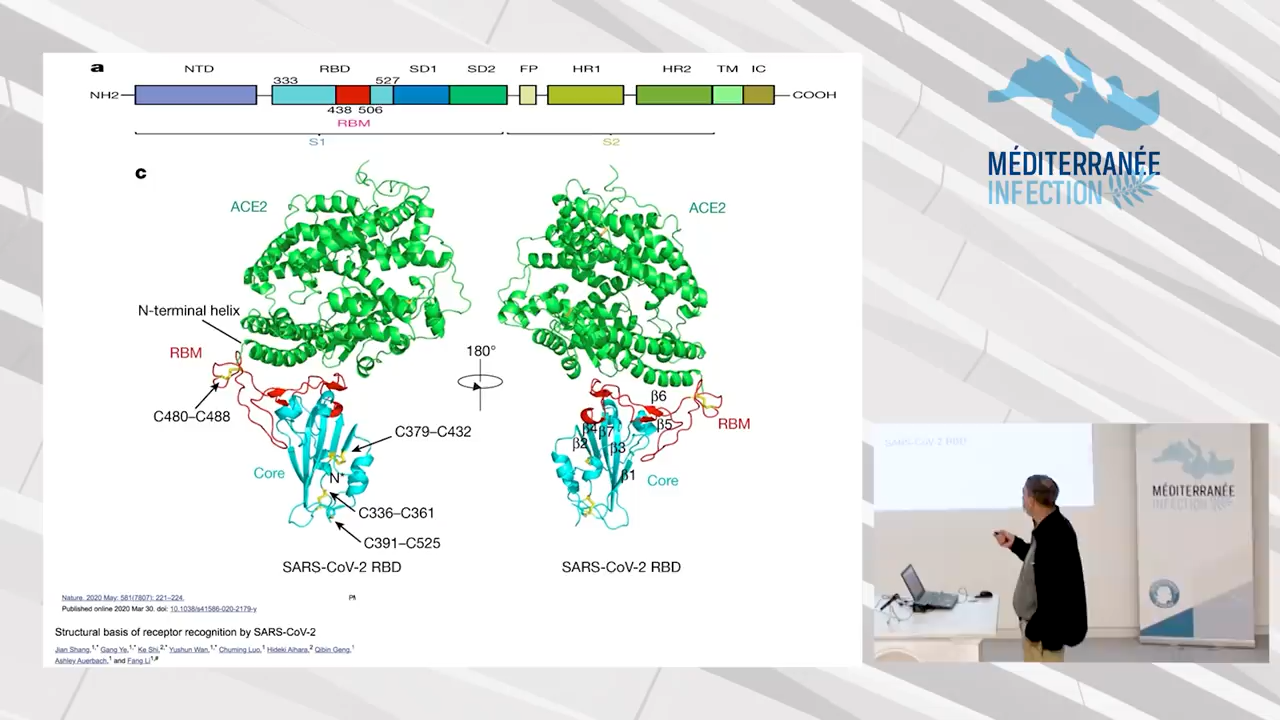 a
NTD RBD SD1 SD2 FP HR1 HR2 TM IC
333 527
NH2 COOH
438 506
RBM
S1 S2
c
ACE2 ACE2
N-terminal helix
RBM
180°
C480–C488
β6
β5
RBM
C379–C432
β4 β7
β2 β3
Core N* β1 Core
C336–C361
C391–C525
SARS-CoV-2 RBD SARS-CoV-2 RBD
Nature. 2020 May; 581(7807): 221–224.
Published online 2020 Mar 30. doi: 10.1038/s41586-020-2179-y
Structural basis of receptor recognition by SARS-CoV-2
Jian Shang,1,* Gang Ye,1,* Ke Shi,2,* Yushun Wan,1,* Chuming Luo,1 Hideki Aihara,2 Qibin Geng,1
Ashley Auerbach,1 and Fang Li1,#
MÉDITERRANÉE
INFECTION
SARS-CoV-2 RBD
MÉDITERRANÉE
INFECTION